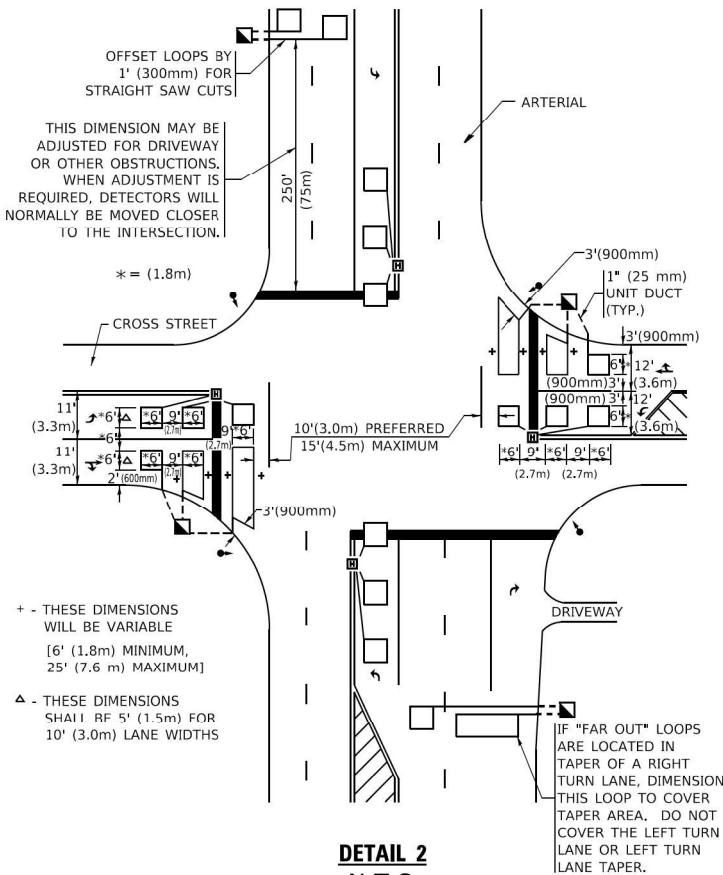 OFFSET LOOPS BY
1' (300mm) FOR
STRAIGHT SAW CUTS
ARTERIAL
THIS DIMENSION MAY BE
ADJUSTED FOR DRIVEWAY
OR OTHER OBSTRUCTIONS.
WHEN ADJUSTMENT IS
REQUIRED, DETECTORS WILL
NORMALLY BE MOVED CLOSER
TO THE INTERSECTION.
250'
(75m)
* = (1.8m)
H
3'(900mm)
1" (25 mm)
UNIT DUCT
(TYP.)
CROSS STREET
3'(900mm)
6'* 12'
(900mm) 3' (3.6m)
(900mm) 3' 12'
6'* (3.6m)
H
11'
(3.3m)
*6'
*6' 9' *6'
(2.7m)
9' *6'
(2.7m)
*6'
11'
(3.3m)
*6'
*6' 9' *6'
(2.7m)
2' (600mm)
10'(3.0m) PREFERRED
15'(4.5m) MAXIMUM
H
*6' 9' *6' 9' *6'
(2.7m) (2.7m)
3'(900mm)
H
+ - THESE DIMENSIONS
WILL BE VARIABLE
[6' (1.8m) MINIMUM,
25' (7.6 m) MAXIMUM]
DRIVEWAY
Δ - THESE DIMENSIONS
SHALL BE 5' (1.5m) FOR
10' (3.0m) LANE WIDTHS
IF "FAR OUT" LOOPS
ARE LOCATED IN
TAPER OF A RIGHT
TURN LANE, DIMENSION
THIS LOOP TO COVER
TAPER AREA. DO NOT
COVER THE LEFT TURN
LANE OR LEFT TURN
LANE TAPER.
DETAIL 2